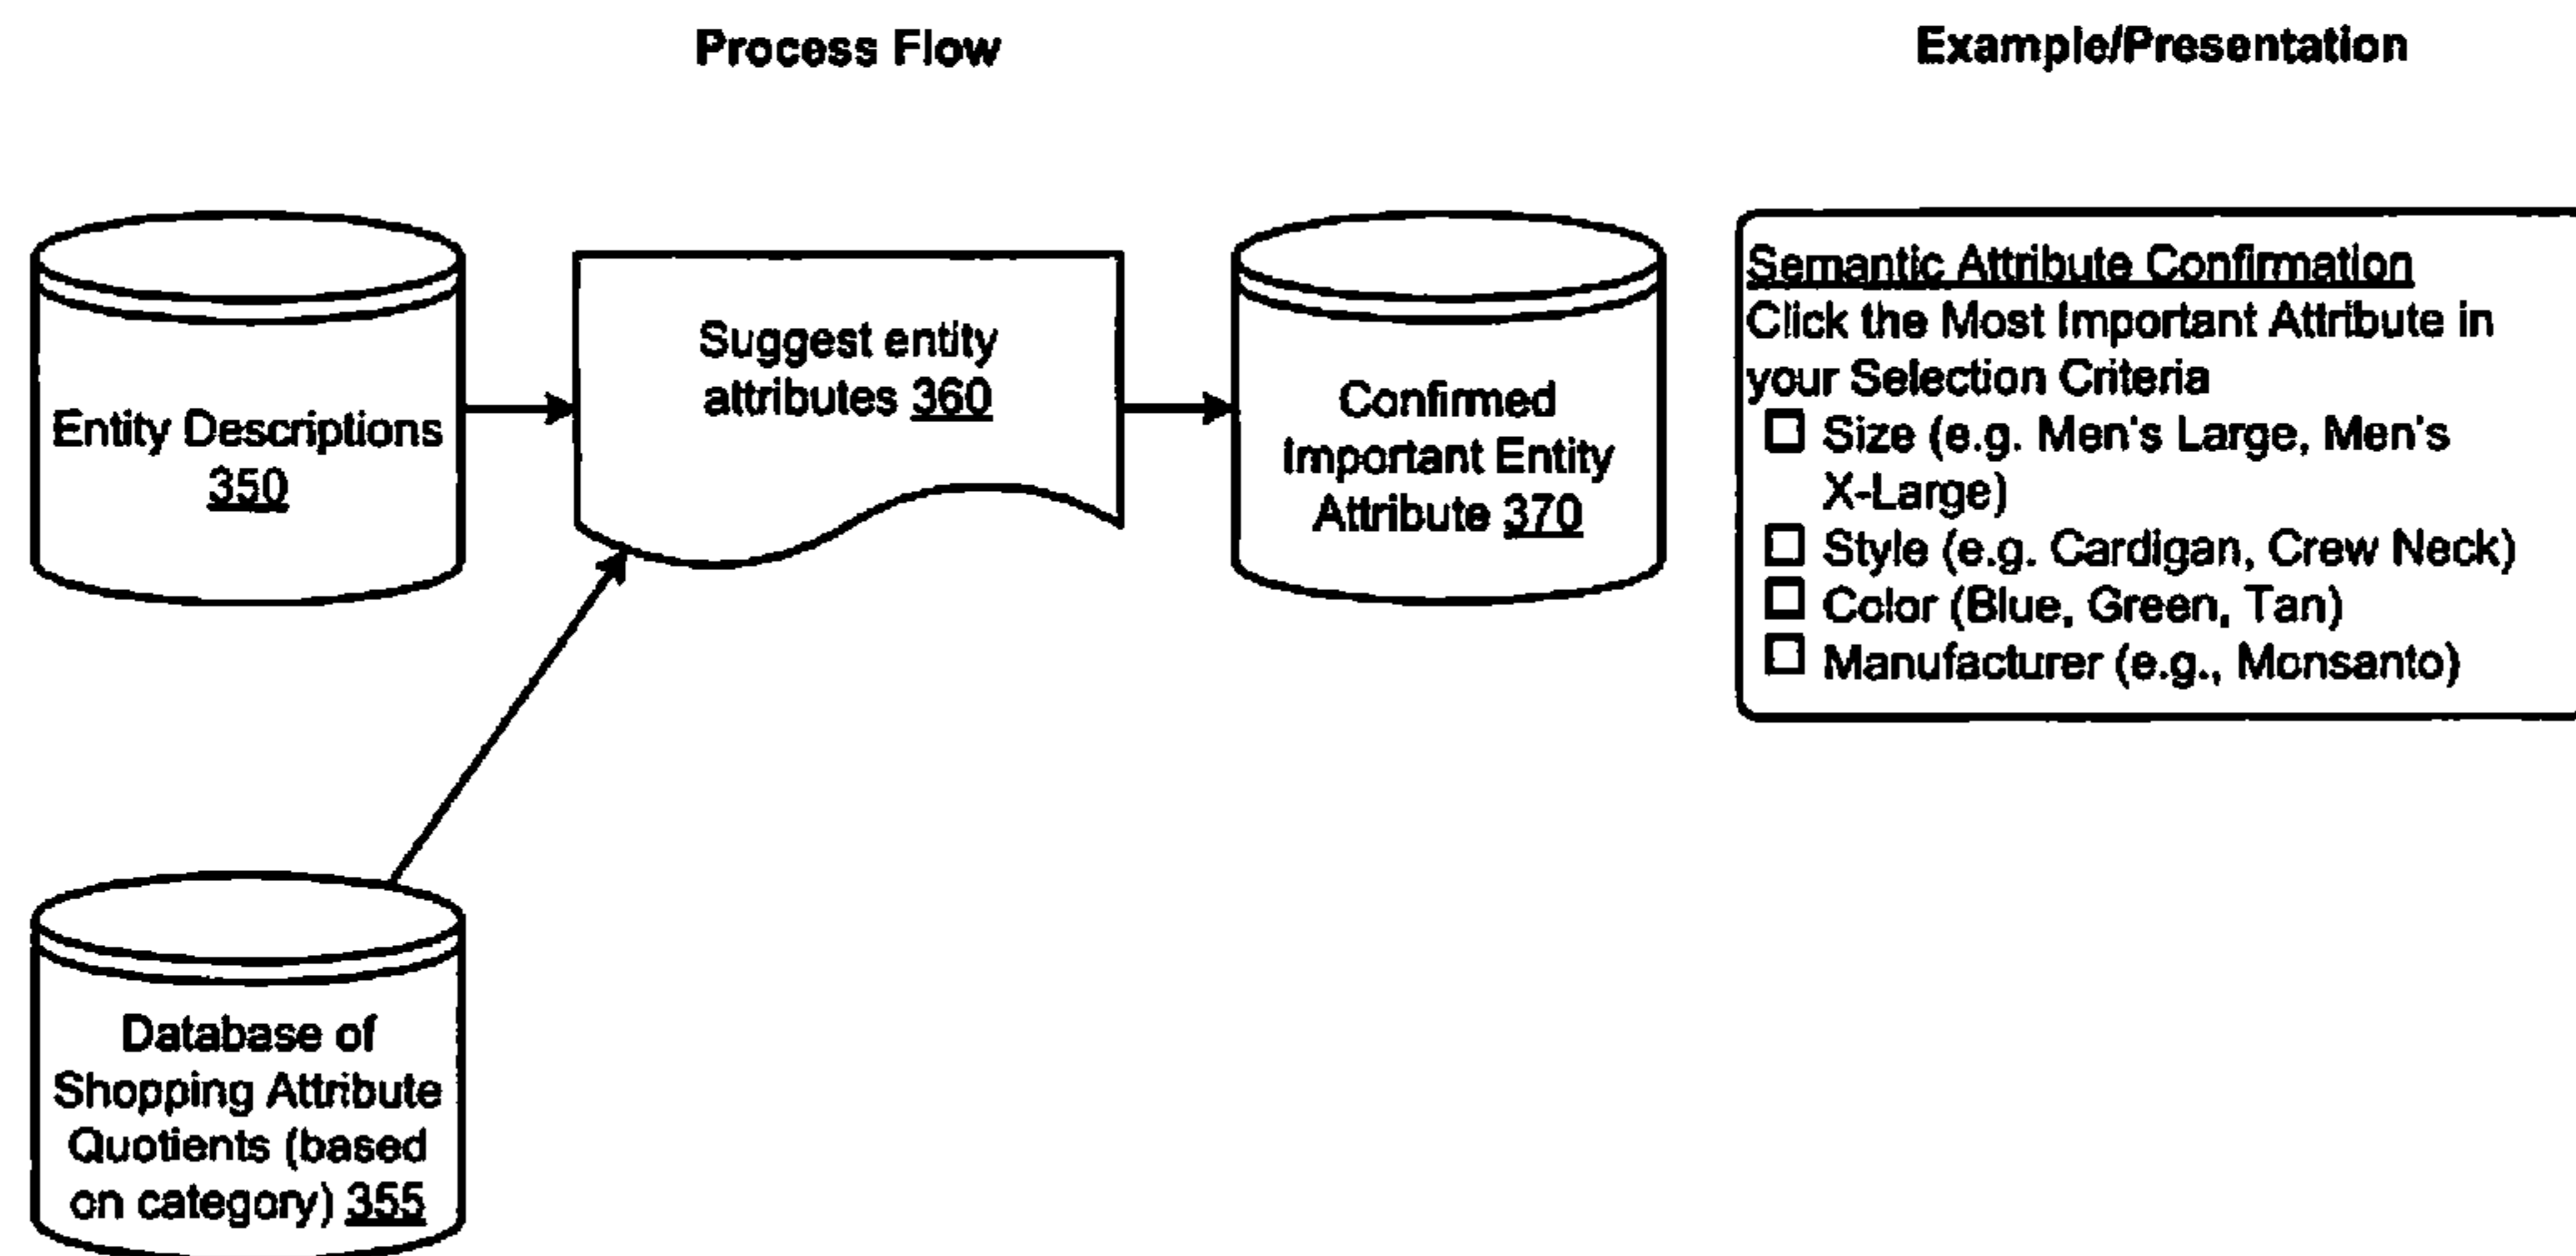 Process Flow
Example/Presentation
Entity Descriptions
350
Suggest entity
attributes 360
Confirmed
Important Entity
Attribute 370
Database of
Shopping Attribute
Quotients (based
on category) 355
Semantic Attribute Confirmation
Click the Most Important Attribute in
your Selection Criteria
Size (e.g. Men's Large, Men's
X-Large)
Style (e.g. Cardigan, Crew Neck)
Color (Blue, Green, Tan)
Manufacturer (e.g., Monsanto)